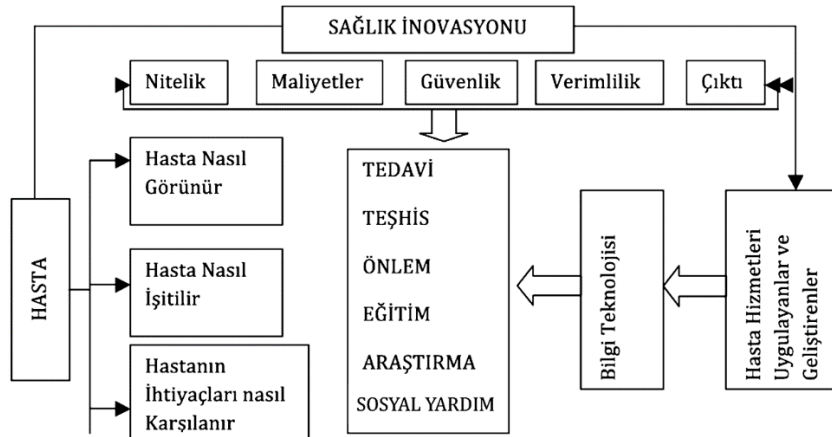 SAĞLIK İNOVASYONU
Nitelik
Maliyetler
Güvenlik
Verimlilik
Çıktı
HASTA
Hasta Nasıl
Görünür
Hasta Nasıl
İşitilir
Hastanın
İhtiyaçları nasıl
Karşılanır
TEDAVİ
TEŞHİS
ÖNLEM
EĞİTİM
ARAŞTIRMA
SOSYAL YARDIM
Bilgi Teknolojisi
Hasta Hizmetleri
Uygulayanlar ve
Geliştirenler